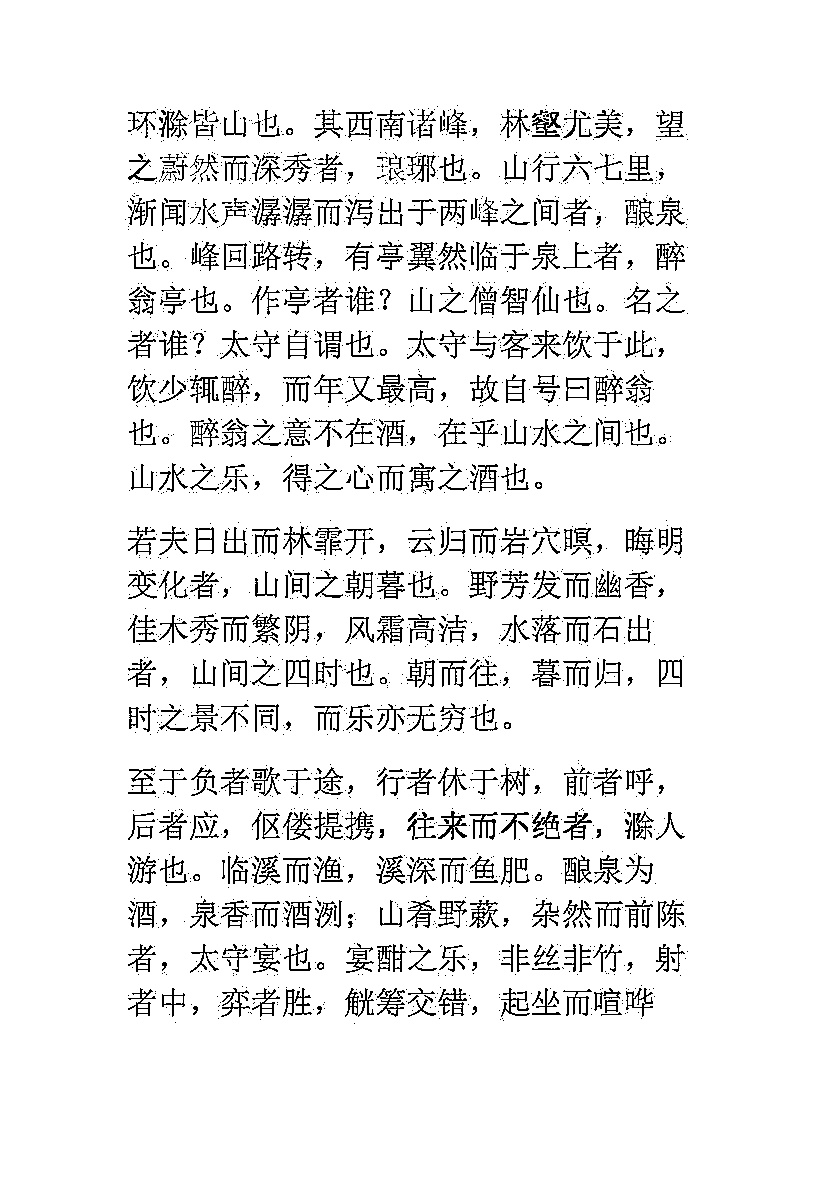 环滁皆山也。其西南诸峰，林壑尤美，望
之蔚然而深秀者，琅琊也。山行六七里，
渐闻水声潺潺而泻出于两峰之间者，酿泉
也。峰回路转，有亭翼然临于泉上者，醉
翁亭也。作亭者谁？山之僧智仙也。名之
者谁？太守自谓也。太守与客来饮于此，
饮少辄醉，而年又最高，故自号曰醉翁
也。醉翁之意不在酒，在乎山水之间也。
山水之乐，得之心而寓之酒也。
若夫日出而林霏开，云归而岩穴暝，晦明
变化者，山间之朝暮也。野芳发而幽香，
佳木秀而繁阴，风霜高洁，水落而石出
者，山间之四时也。朝而往，暮而归，四
时之景不同，而乐亦无穷也。
至于负者歌于途，行者休于树，前者呼，
后者应，伛偻提携，往来而不绝者，滁人
游也。临溪而渔，溪深而鱼肥。酿泉为
酒，泉香而酒洌；山肴野蔌，杂然而前陈
者，太守宴也。宴酣之乐，非丝非竹，射
者中，弈者胜，觥筹交错，起坐而喧哗